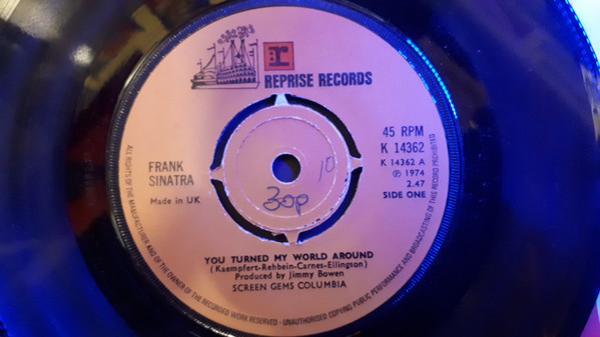 r
REPRISE RECORDS
45 RPM
K 14362
K 14362 A
℗ 1974
2.47
SIDE ONE
FRANK
SINATRA
Made in UK
10
30p
YOU TURNED MY WORLD AROUND
(Kaempfert-Rehbein-Carnes-Ellingson)
Produced by Jimmy Bowen
SCREEN GEMS COLUMBIA
ALL RIGHTS OF THE MANUFACTURER AND OF THE OWNER OF THE RECORDED WORK RESERVED · UNAUTHORISED COPYING PUBLIC PERFORMANCE AND BROADCASTING OF THIS RECORD PROHIBITED